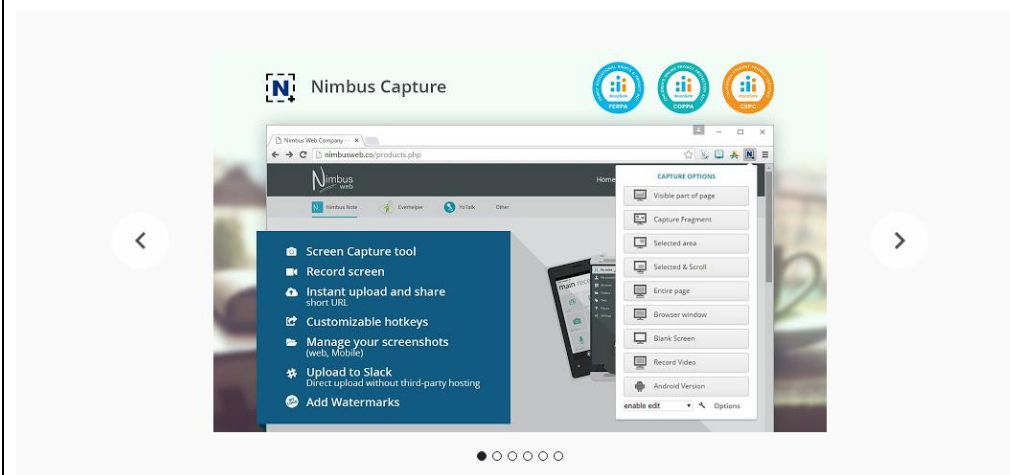 Nimbus Capture
FERPA
COPPA
CSPC
Nimbus Web Company
nimbusweb.co/products.php
Nimbus
web
Home
Nimbus Note Everhelper YoTalk Other
Screen Capture tool
Record screen
Instant upload and share
short URL
Customizable hotkeys
Manage your screenshots
(web, Mobile)
Upload to Slack
Direct upload without third-party hosting
Add Watermarks
main
CAPTURE OPTIONS
Visible part of page
Capture Fragment
Selected area
Selected & Scroll
Entire page
Browser window
Blank Screen
Record Video
Android Version
enable edit Options